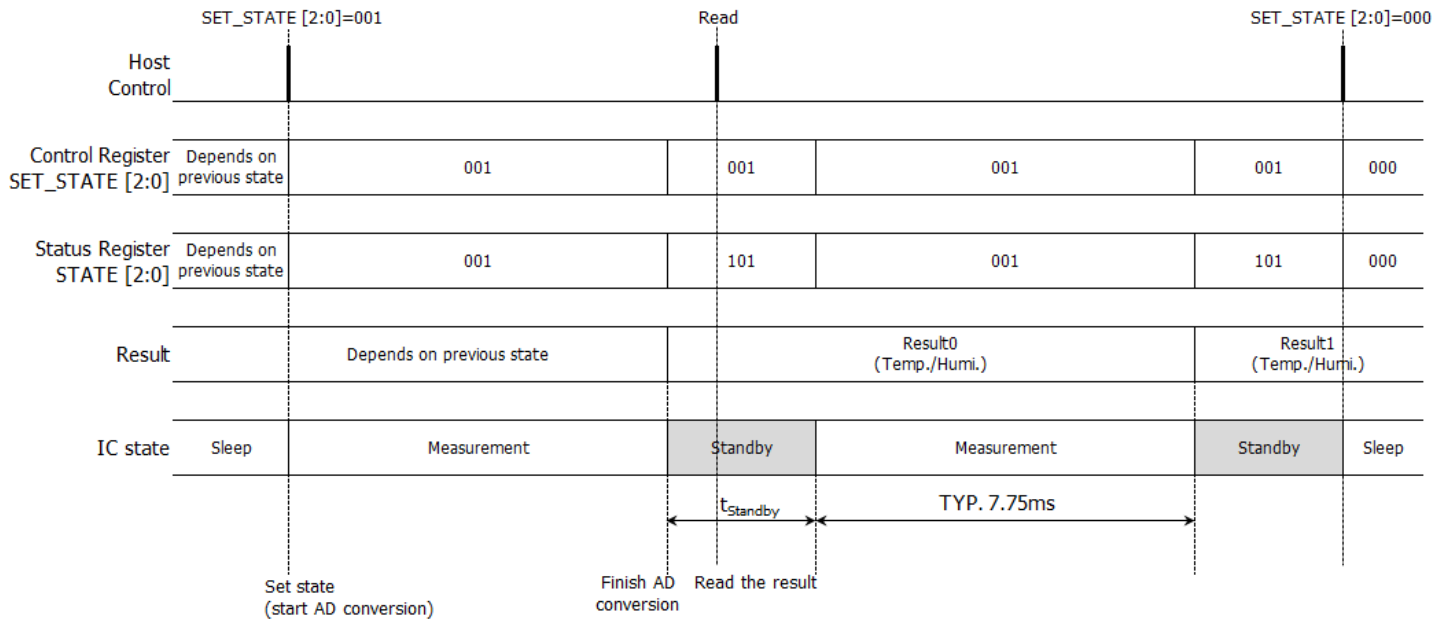 SET_STATE [2:0]=001
Read
SET_STATE [2:0]=000
Host
Control
Control Register
SET_STATE [2:0]
Depends on
previous state
001
001
001
001
000
Status Register
STATE [2:0]
Depends on
previous state
001
101
001
101
000
Result
Depends on previous state
Result0
(Temp./Humi.)
Result1
(Temp./Humi.)
IC state
Sleep
Measurement
Standby
Measurement
Standby
Sleep
tStandby
TYP. 7.75ms
Set state
(start AD conversion)
Finish AD
conversion
Read the result